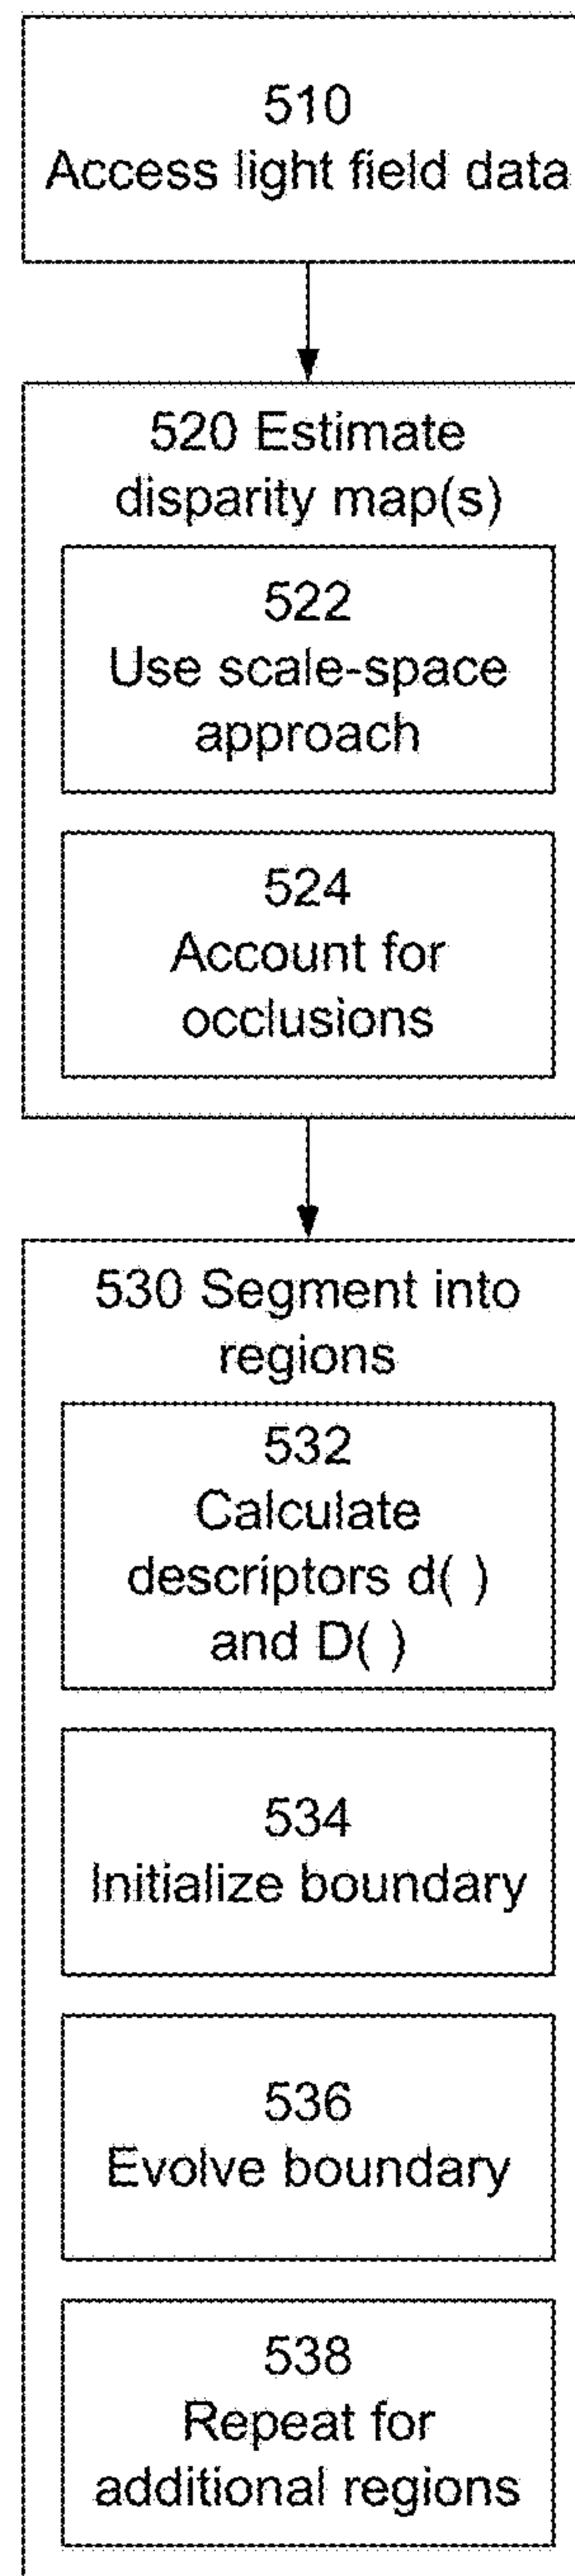 510
Access light field data
520 Estimate
disparity map(s)
522
Use scale-space
approach
524
Account for
occlusions
530 Segment into
regions
532
Calculate
descriptors d( )
and D( )
534
Initialize boundary
536
Evolve boundary
538
Repeat for
additional regions